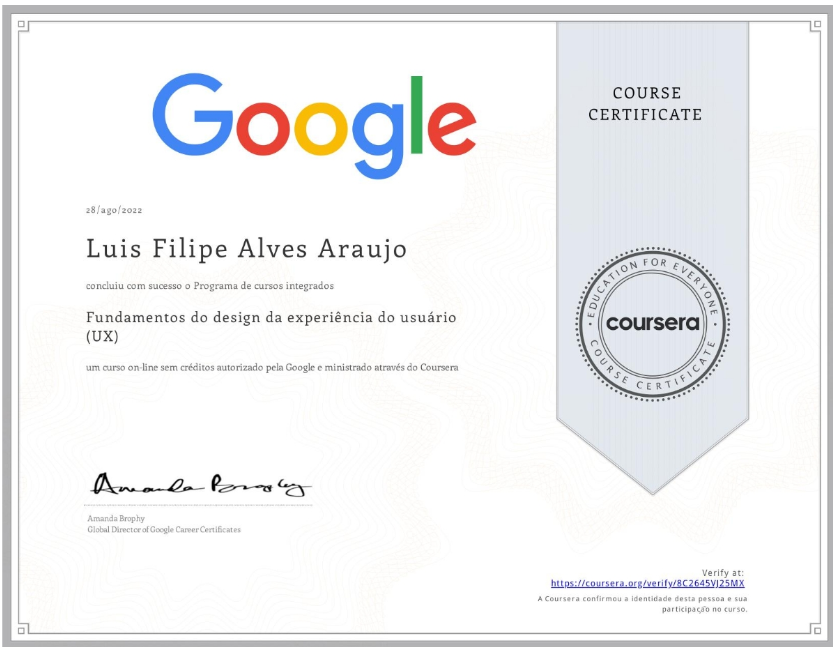 Google
COURSE
CERTIFICATE
28/ago/2022
Luis Filipe Alves Araujo
concluiu com sucesso o Programa de cursos integrados
Fundamentos do design da experiência do usuário
(UX)
um curso on-line sem créditos autorizado pela Google e ministrado através do Coursera
EDUCATION FOR EVERYONE
coursera
COURSE CERTIFICATE
Amanda Brophy
Amanda Brophy
Global Director of Google Career Certificates
Verify at:
https://coursera.org/verify/8C2645VJ25MX
A Coursera confirmou a identidade desta pessoa e sua
participação no curso.